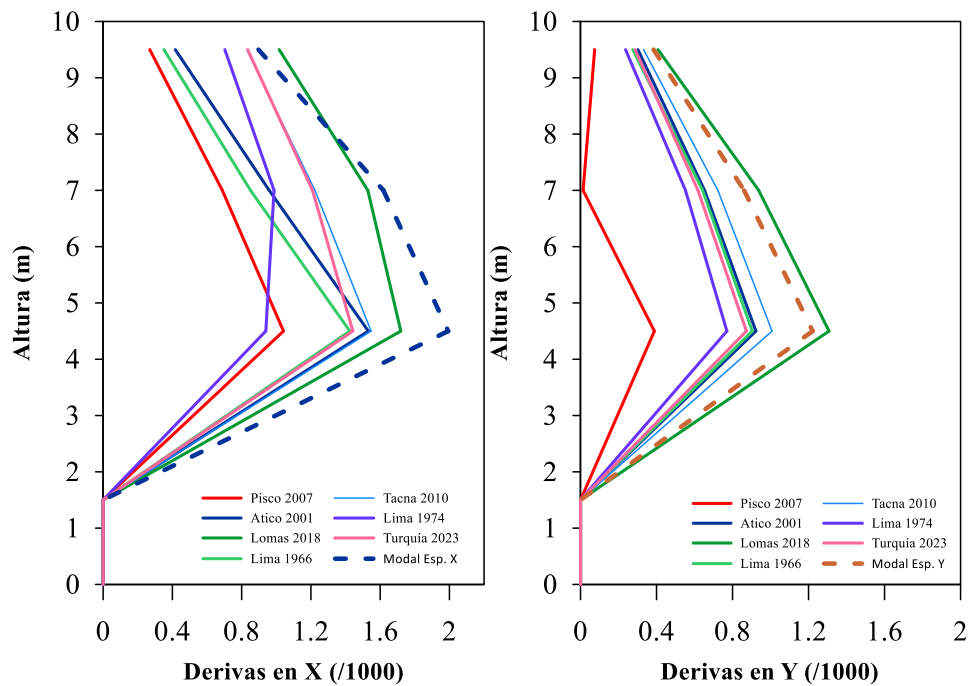 10
9
8
7
6
5
4
3
2
1
0
Altura (m)
Pisco 2007
Tacna 2010
Atico 2001
Lima 1974
Lomas 2018
Turquía 2023
Lima 1966
Modal Esp. X
0 0.4 0.8 1.2 1.6 2
Derivas en X (/1000)
10
9
8
7
6
5
4
3
2
1
0
Altura (m)
Pisco 2007
Tacna 2010
Atico 2001
Lima 1974
Lomas 2018
Turquía 2023
Lima 1966
Modal Esp. Y
0 0.4 0.8 1.2 1.6 2
Derivas en Y (/1000)